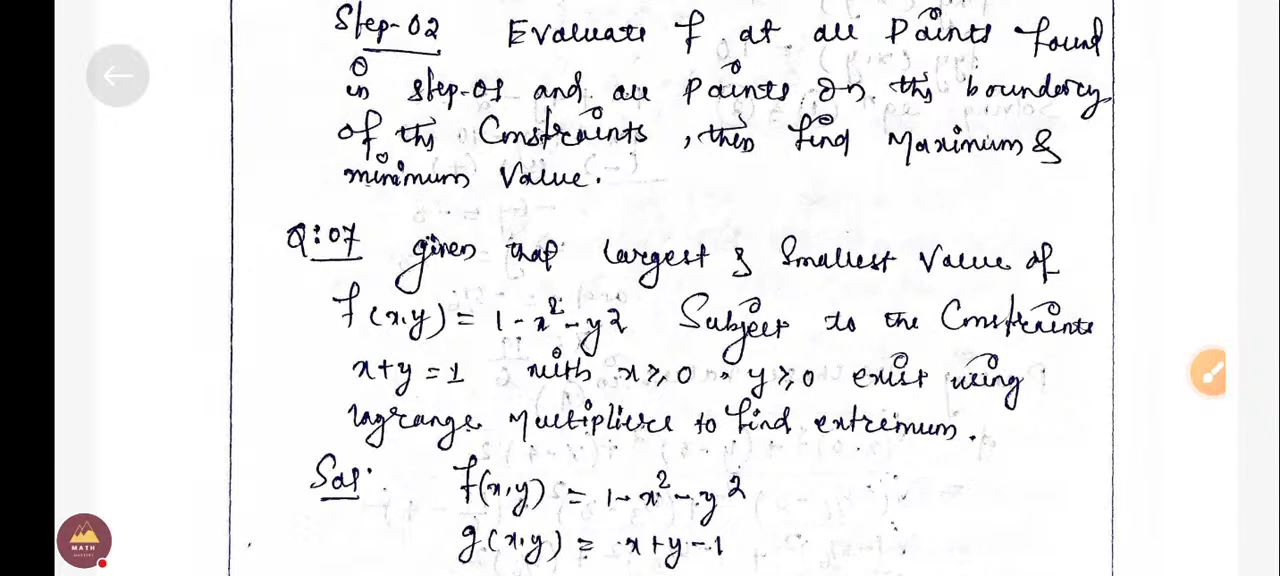 Step-02 Evaluate f at all Points found
in step-01 and all Points on the boundary
of the Constraints, then find Maximum &
minimum Value.
Q:07 given that largest & smallest Value of
f(x,y) = 1-x²-y² Subject to the Constraints
x+y=1 with x≥0, y≥0 exist using
lagrange Multipliers to find extremum.
Sol: f(x,y) = 1-x²-y²
g(x,y) = x+y-1
MATH